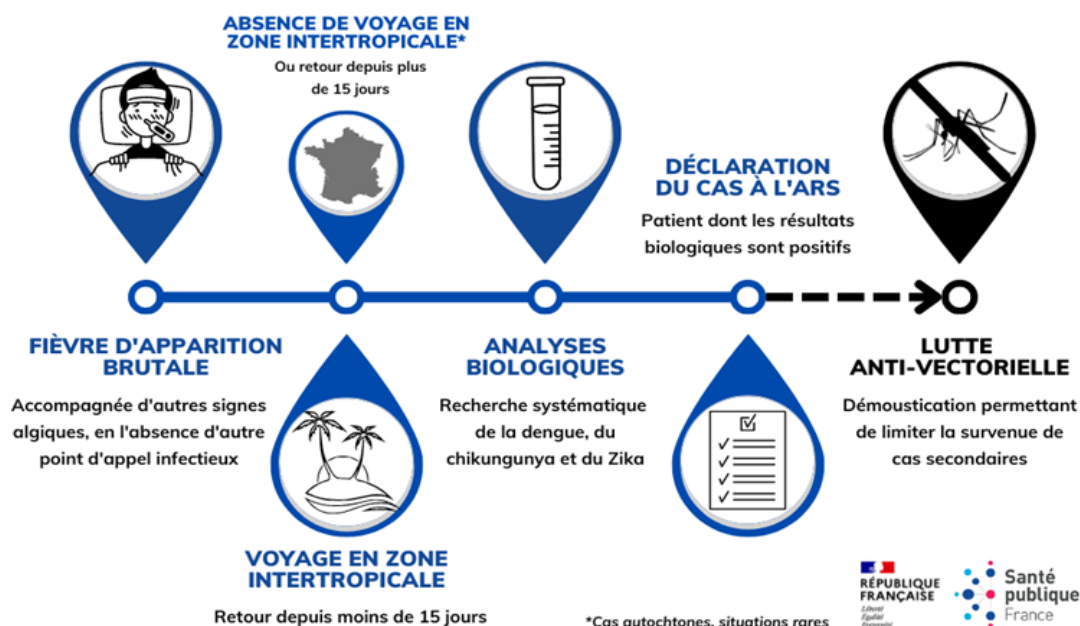 ABSENCE DE VOYAGE EN
ZONE INTERTROPICALE*
Ou retour depuis plus
de 15 jours
DÉCLARATION
DU CAS À L'ARS
Patient dont les résultats
biologiques sont positifs
FIÈVRE D'APPARITION
BRUTALE
Accompagnée d'autres signes
algiques, en l'absence d'autre
point d'appel infectieux
ANALYSES
BIOLOGIQUES
Recherche systématique
de la dengue, du
chikungunya et du Zika
LUTTE
ANTI-VECTORIELLE
Démoustication permettant
de limiter la survenue de
cas secondaires
VOYAGE EN ZONE
INTERTROPICALE
Retour depuis moins de 15 jours
*Cas autochtones, situations rares
RÉPUBLIQUE
FRANÇAISE
Liberté
Égalité
Fraternité
Santé
publique
France